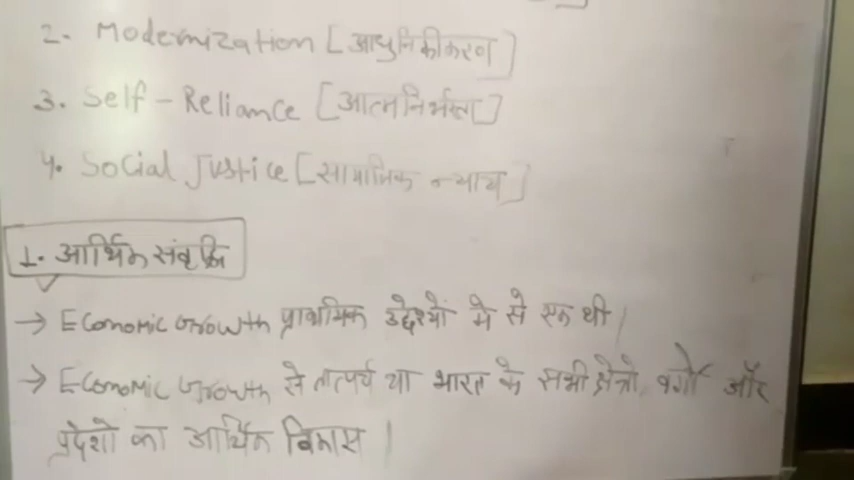 2. Modernization [आधुनिकीकरण]
3. Self-Reliance [आत्मनिर्भरता]
4. Social Justice [सामाजिक न्याय]
1. आर्थिक संवृद्धि
→ Economic Growth प्राथमिक उद्देश्यों मे से एक थी।
→ Economic Growth से तात्पर्य था भारत के सभी क्षेत्रो, वर्गो और
प्रदेशो का आर्थिक विकास।